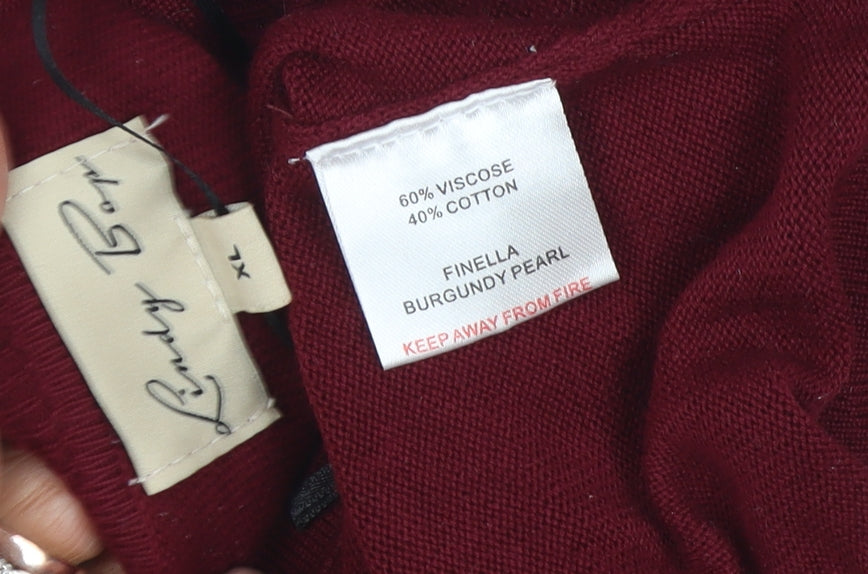 Lindy Bop
XL
60% VISCOSE
40% COTTON
FINELLA
BURGUNDY PEARL
KEEP AWAY FROM FIRE